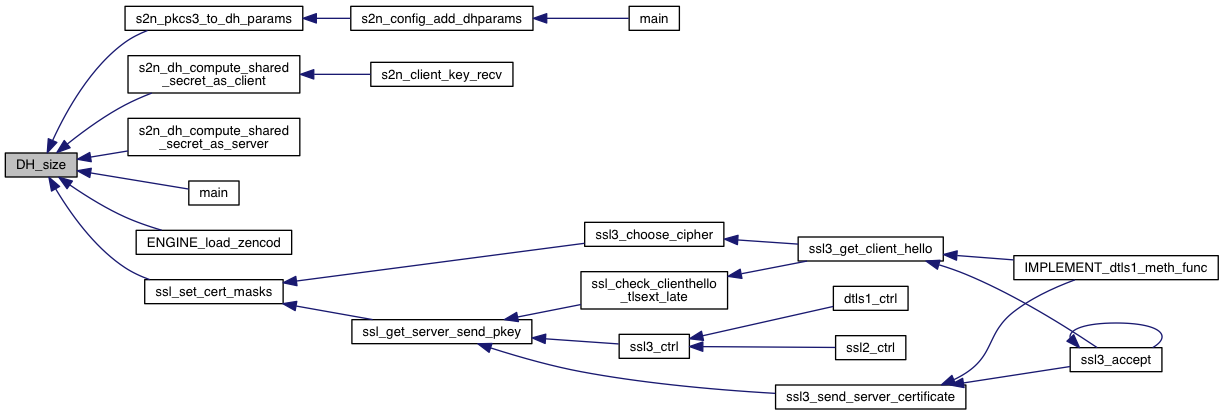 s2n_pkcs3_to_dh_params
s2n_config_add_dhparams
main
s2n_dh_compute_shared
_secret_as_client
s2n_client_key_recv
s2n_dh_compute_shared
_secret_as_server
DH_size
main
ENGINE_load_zencod
ssl_set_cert_masks
ssl3_choose_cipher
ssl3_get_client_hello
IMPLEMENT_dtls1_meth_func
ssl_check_clienthello
_tlsext_late
ssl_get_server_send_pkey
dtls1_ctrl
ssl3_ctrl
ssl2_ctrl
ssl3_accept
ssl3_send_server_certificate